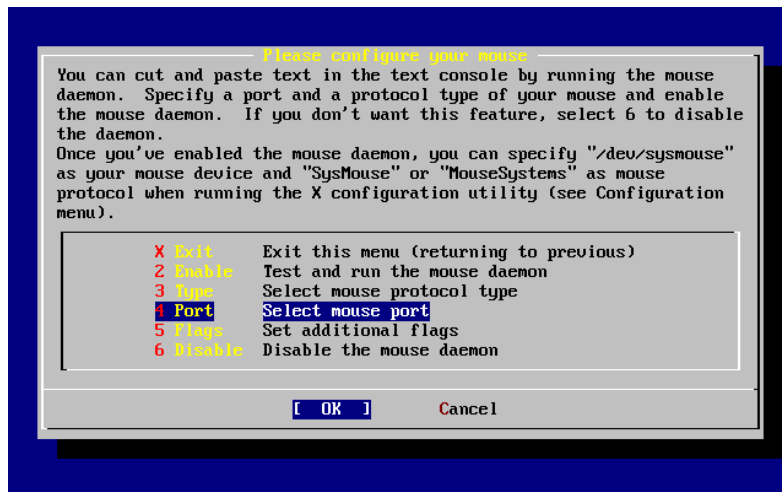 Please configure your mouse
You can cut and paste text in the text console by running the mouse
daemon.  Specify a port and a protocol type of your mouse and enable
the mouse daemon.  If you don't want this feature, select 6 to disable
the daemon.
Once you've enabled the mouse daemon, you can specify "/dev/sysmouse"
as your mouse device and "SysMouse" or "MouseSystems" as mouse
protocol when running the X configuration utility (see Configuration
menu).
X Exit Exit this menu (returning to previous)
2 Enable Test and run the mouse daemon
3 Type Select mouse protocol type
4 Port Select mouse port
5 Flags Set additional flags
6 Disable Disable the mouse daemon
[ OK ] Cancel